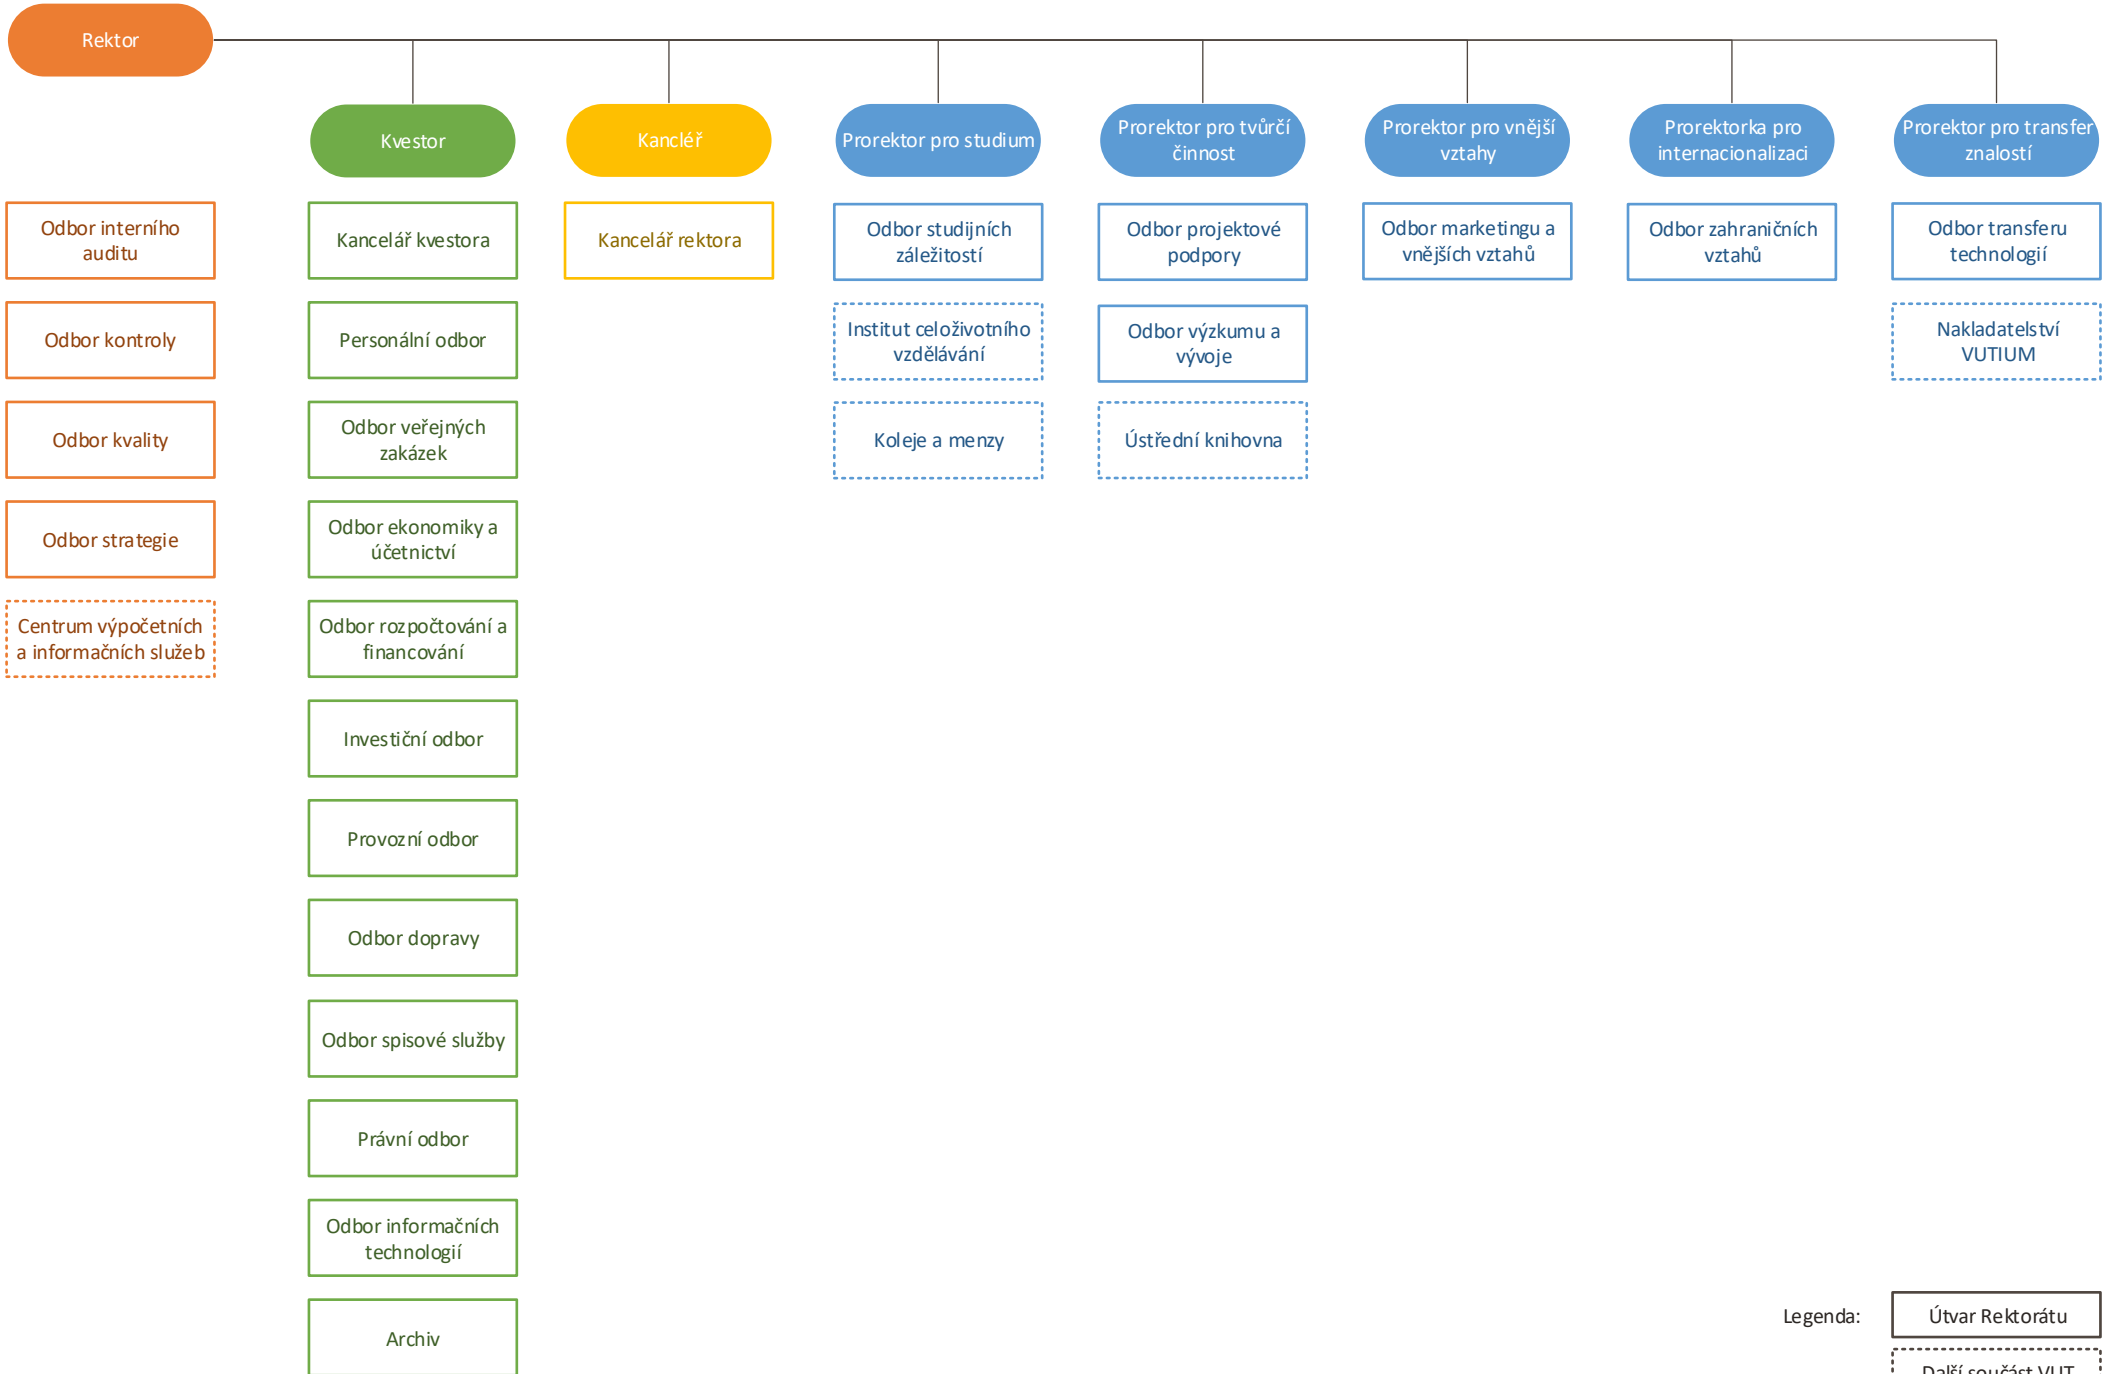 Rektor
Kvestor
Kancléř
Prorektor pro studium
Prorektor pro tvůrčí
činnost
Prorektor pro vnější
vztahy
Prorektorka pro
internacionalizaci
Prorektor pro transfer
znalostí
Odbor interního
auditu
Odbor kontroly
Odbor kvality
Odbor strategie
Centrum výpočetních
a informačních služeb
Kancelář kvestora
Personální odbor
Odbor veřejných
zakázek
Odbor ekonomiky a
účetnictví
Odbor rozpočtování a
financování
Investiční odbor
Provozní odbor
Odbor dopravy
Odbor spisové služby
Právní odbor
Odbor informačních
technologií
Archiv
Kancelář rektora
Odbor studijních
záležitostí
Institut celoživotního
vzdělávání
Koleje a menzy
Odbor projektové
podpory
Odbor výzkumu a
vývoje
Ústřední knihovna
Odbor marketingu a
vnějších vztahů
Odbor zahraničních
vztahů
Odbor transferu
technologií
Nakladatelství
VUTIUM
Legenda:
Útvar Rektorátu
Další součást VUT